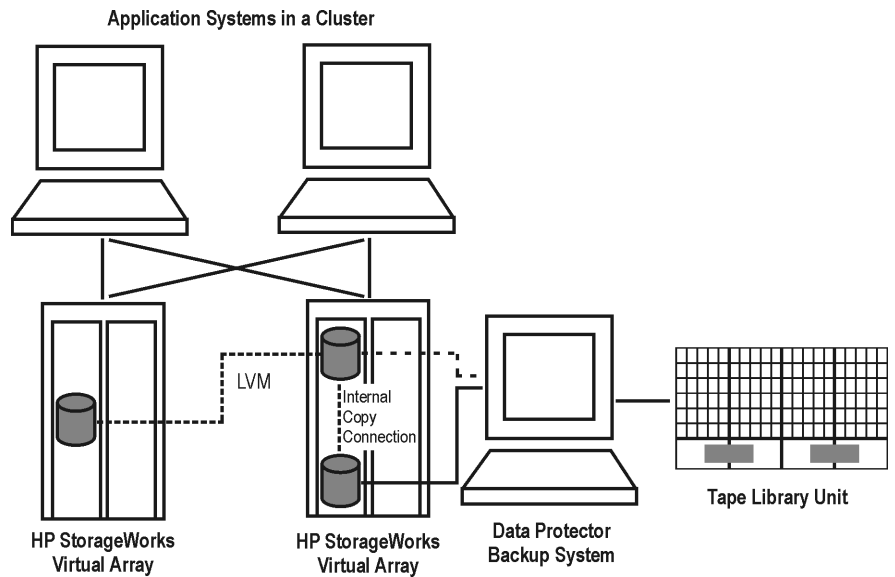 Application Systems in a Cluster
LVM
Internal
Copy
Connection
HP StorageWorks
Virtual Array
HP StorageWorks
Virtual Array
Data Protector
Backup System
Tape Library Unit